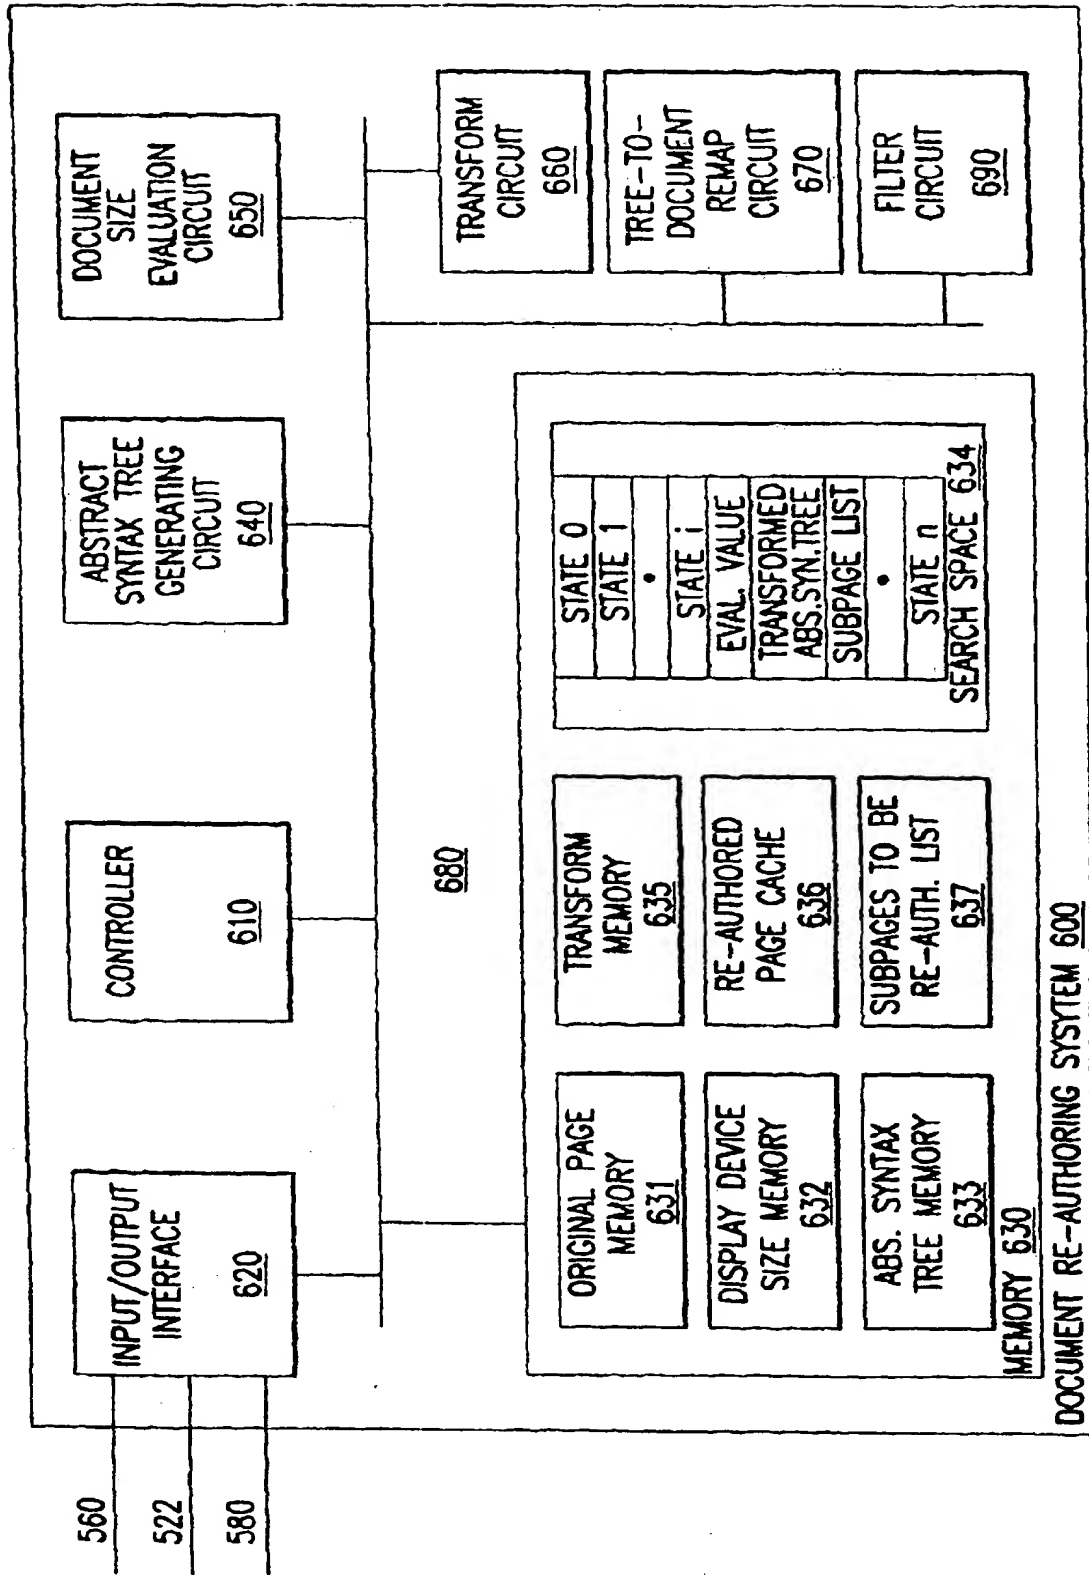 560
522
580
INPUT/OUTPUT
INTERFACE
620
CONTROLLER
610
ABSTRACT
SYNTAX TREE
GENERATING
CIRCUIT
640
DOCUMENT
SIZE
EVALUATION
CIRCUIT
650
680
TRANSFORM
CIRCUIT
660
TREE-TO-
DOCUMENT
REMAP
CIRCUIT
670
FILTER
CIRCUIT
690
ORIGINAL PAGE
MEMORY
631
DISPLAY DEVICE
SIZE MEMORY
632
ABS. SYNTAX
TREE MEMORY
633
TRANSFORM
MEMORY
635
RE-AUTHORED
PAGE CACHE
636
SUBPAGES TO BE
RE-AUTH. LIST
637
STATE 0
STATE 1
•
STATE i
EVAL. VALUE
TRANSFORMED
ABS.SYN.TREE
SUBPAGE LIST
•
STATE n
SEARCH SPACE 634
MEMORY 630
DOCUMENT RE-AUTHORING SYSYTEM 600